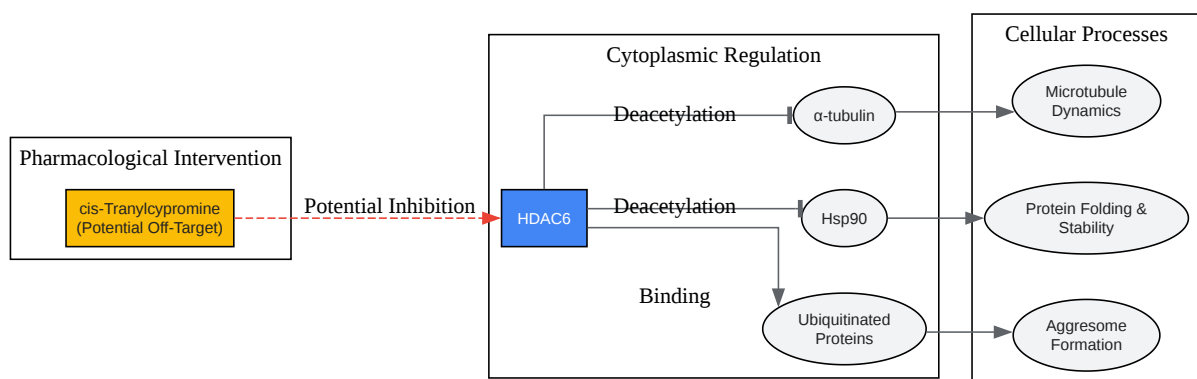 Pharmacological Intervention
cis-Tranylcypromine
(Potential Off-Target)
Potential Inhibition
Cytoplasmic Regulation
HDAC6
Deacetylation
α-tubulin
Deacetylation
Hsp90
Binding
Ubiquitinated
Proteins
Cellular Processes
Microtubule
Dynamics
Protein Folding &
Stability
Aggresome
Formation